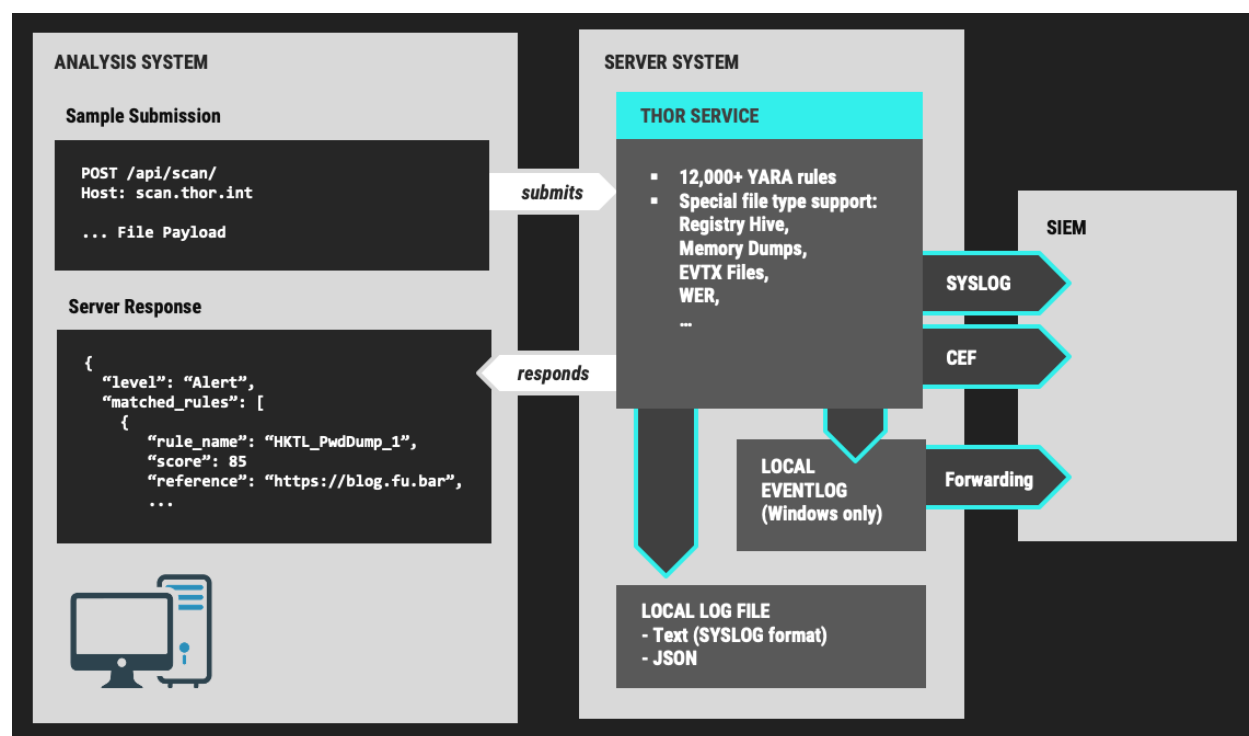 ANALYSIS SYSTEM
Sample Submission
POST /api/scan/
Host: scan.thor.int
... File Payload
Server Response
{
“level”: “Alert”,
“matched_rules”: [
{
“rule_name”: “HKTL_PwdDump_1”,
“score”: 85
“reference”: “https://blog.fu.bar”,
...
submits
responds
SERVER SYSTEM
THOR SERVICE
▪ 12,000+ YARA rules
▪ Special file type support:
Registry Hive,
Memory Dumps,
EVTX Files,
WER,
...
LOCAL
EVENTLOG
(Windows only)
LOCAL LOG FILE
- Text (SYSLOG format)
- JSON
SYSLOG
CEF
Forwarding
SIEM